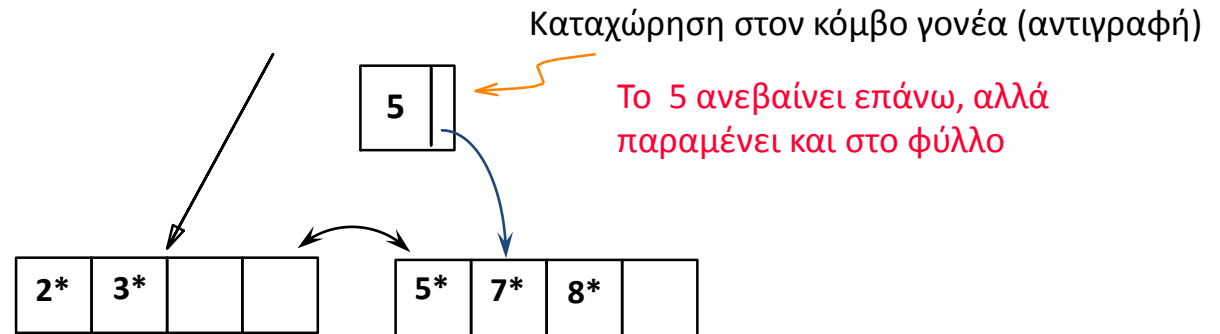 Καταχώρηση στον κόμβο γονέα (αντιγραφή)
5
Το 5 ανεβαίνει επάνω, αλλά
παραμένει και στο φύλλο
2* 3* 5* 7* 8*